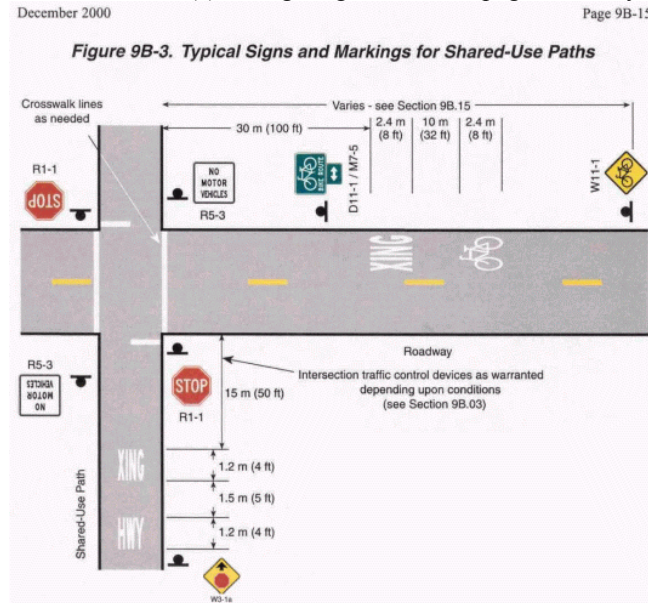 December 2000
Page 9B-15
Figure 9B-3. Typical Signs and Markings for Shared-Use Paths
Crosswalk lines
as needed
Varies - see Section 9B.15
30 m (100 ft)
2.4 m
(8 ft)
10 m
(32 ft)
2.4 m
(8 ft)
R1-1
STOP
NO
MOTOR
VEHICLES
R5-3
BIKE ROUTE
D11-1 / M7-5
W11-1
XING
Roadway
R5-3
NO
MOTOR
VEHICLES
STOP
R1-1
15 m (50 ft)
Intersection traffic control devices as warranted
depending upon conditions
(see Section 9B.03)
Shared-Use Path
XING
HWY
1.2 m (4 ft)
1.5 m (5 ft)
1.2 m (4 ft)
W3-1a